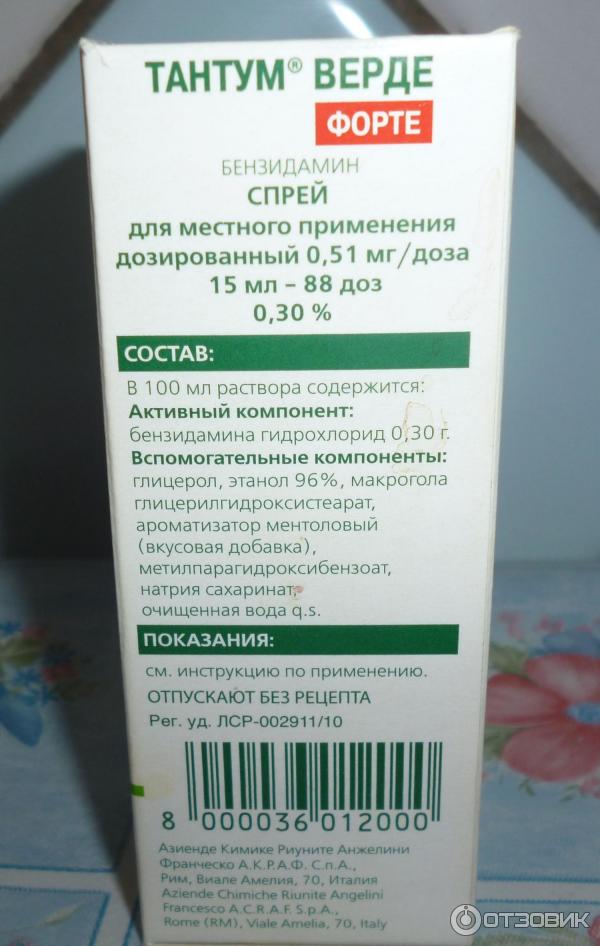 ТАНТУМ® ВЕРДЕ
ФОРТЕ
БЕНЗИДАМИН
СПРЕЙ
для местного применения
дозированный 0,51 мг/доза
15 мл – 88 доз
0,30 %
СОСТАВ:
В 100 мл раствора содержится:
Активный компонент:
бензидамина гидрохлорид 0,30 г.
Вспомогательные компоненты:
глицерол, этанол 96%, макрогола
глицерилгидроксистеарат,
ароматизатор ментоловый
(вкусовая добавка),
метилпарагидроксибензоат,
натрия сахаринат,
очищенная вода q.s.
ПОКАЗАНИЯ:
см. инструкцию по применению.
ОТПУСКАЮТ БЕЗ РЕЦЕПТА
Рег. уд. ЛСР-002911/10
8 000036 012000
Азиенде Кимике Риуните Анжелини
Франческо А.К.Р.А.Ф. С.п.А.,
Рим, Виале Амелия, 70, Италия
Aziende Chimiche Riunite Angelini
Francesco A.C.R.A.F. S.p.A.,
Rome (RM), Viale Amelia, 70, Italy
ОТЗОВИК